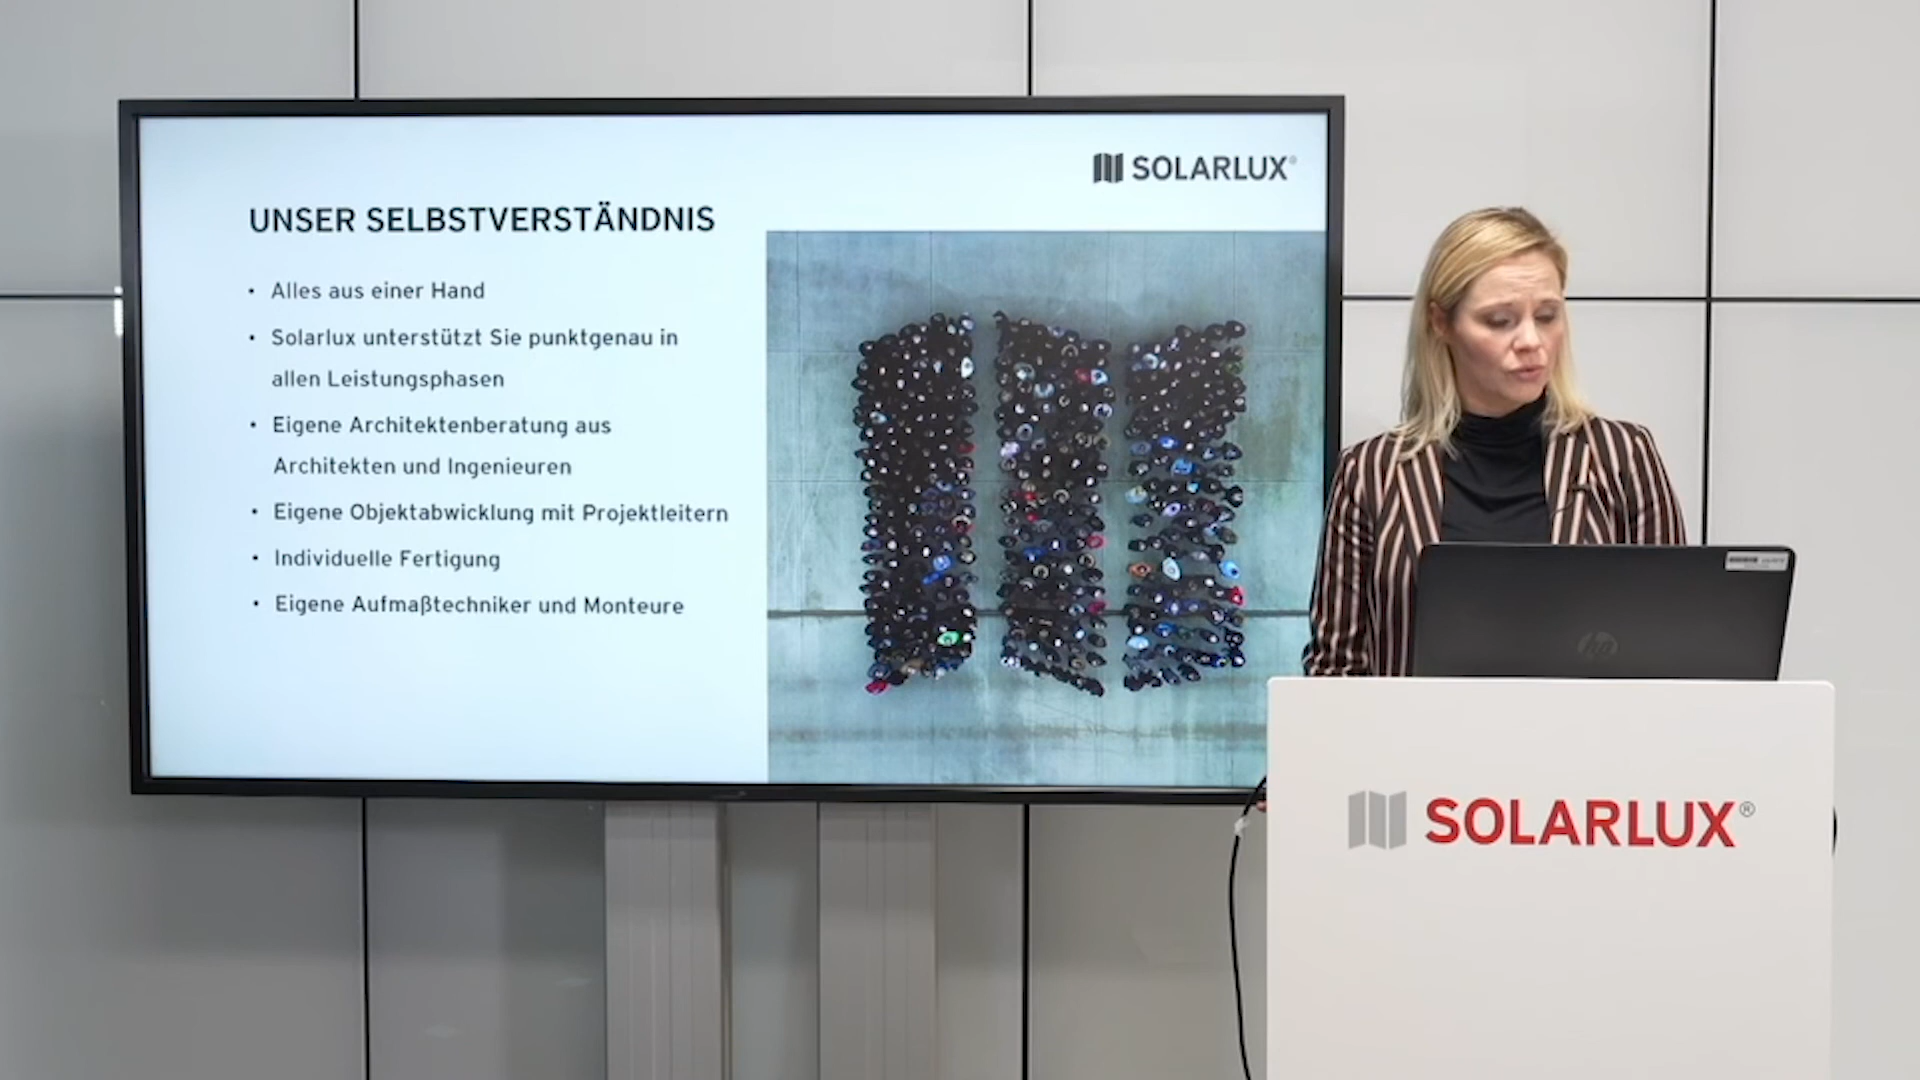 SOLARLUX®
UNSER SELBSTVERSTÄNDNIS
• Alles aus einer Hand
• Solarlux unterstützt Sie punktgenau in
allen Leistungsphasen
• Eigene Architektenberatung aus
Architekten und Ingenieuren
• Eigene Objektabwicklung mit Projektleitern
• Individuelle Fertigung
• Eigene Aufmaßtechniker und Monteure
hp
SOLARLUX®